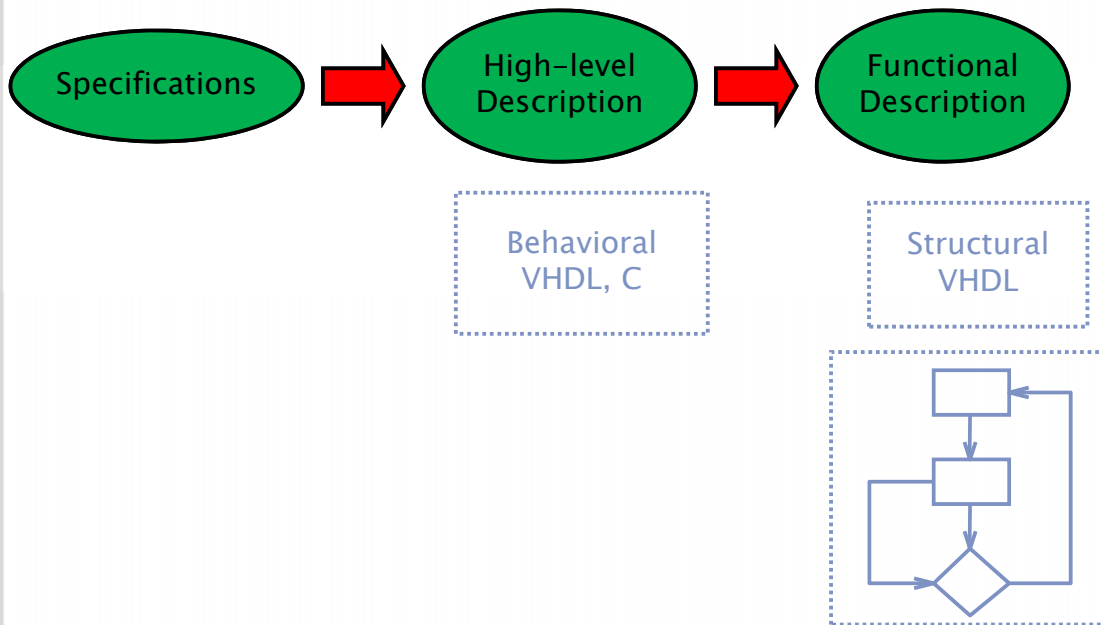 Specifications
High-level
Description
Functional
Description
Behavioral
VHDL, C
Structural
VHDL